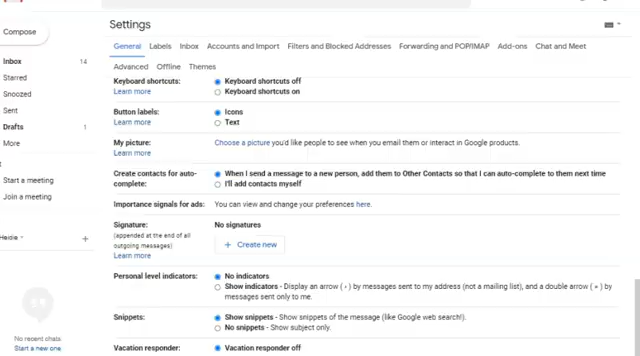 Settings
Compose
General Labels Inbox Accounts and Import Filters and Blocked Addresses Forwarding and POP/IMAP Add-ons Chat and Meet
Advanced Offline Themes
Inbox 14
Starred
Snoozed
Sent
Drafts 1
More
Start a meeting
Join a meeting
Heidie
No recent chats
Start a new one
Keyboard shortcuts:
Learn more
Keyboard shortcuts off
Keyboard shortcuts on
Button labels:
Learn more
Icons
Text
My picture:
Learn more
Choose a picture you'd like people to see when you email them or interact in Google products.
Create contacts for auto-
complete:
When I send a message to a new person, add them to Other Contacts so that I can auto-complete to them next time
I'll add contacts myself
Importance signals for ads:
You can view and change your preferences here.
Signature:
(appended at the end of all
outgoing messages)
Learn more
No signatures
+ Create new
Personal level indicators:
No indicators
Show indicators - Display an arrow ( › ) by messages sent to my address (not a mailing list), and a double arrow ( » ) by
messages sent only to me.
Snippets:
Show snippets - Show snippets of the message (like Google web search!).
No snippets - Show subject only.
Vacation responder:
Vacation responder off